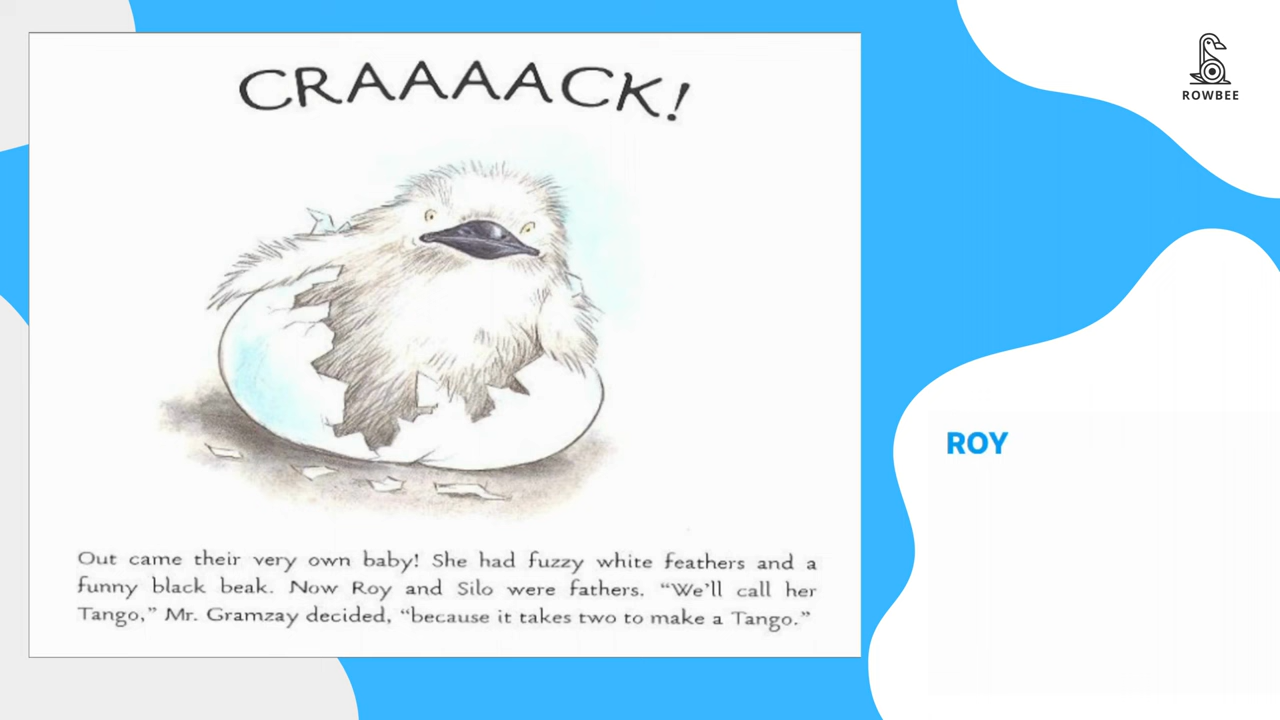 CRAAAACK!
Out came their very own baby! She had fuzzy white feathers and a
funny black beak. Now Roy and Silo were fathers. “We’ll call her
Tango,” Mr. Gramzay decided, “because it takes two to make a Tango.”
ROWBEE
ROY